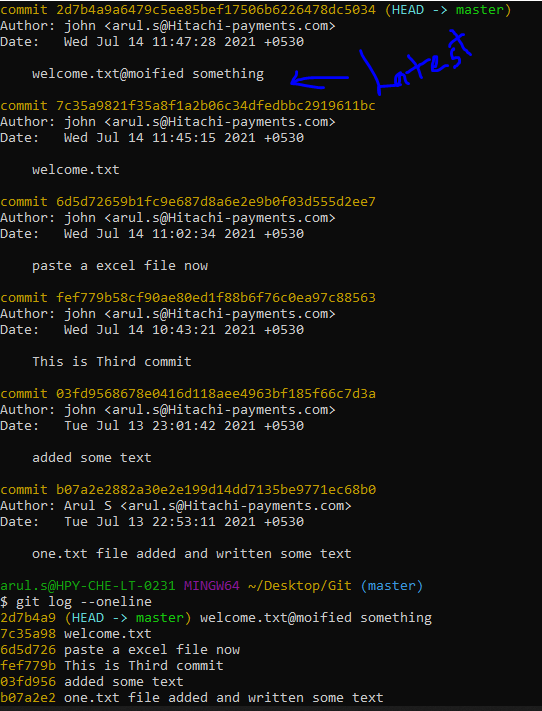 commit 2d7b4a9a6479c5ee85bef17506b6226478dc5034 (HEAD -> master)
Author: john <arul.s@Hitachi-payments.com>
Date:   Wed Jul 14 11:47:28 2021 +0530
welcome.txt@moified something
Latest
commit 7c35a9821f35a8f1a2b06c34dfedbbc2919611bc
Author: john <arul.s@Hitachi-payments.com>
Date:   Wed Jul 14 11:45:15 2021 +0530
welcome.txt
commit 6d5d72659b1fc9e687d8a6e2e9b0f03d555d2ee7
Author: john <arul.s@Hitachi-payments.com>
Date:   Wed Jul 14 11:02:34 2021 +0530
paste a excel file now
commit fef779b58cf90ae80ed1f88b6f76c0ea97c88563
Author: john <arul.s@Hitachi-payments.com>
Date:   Wed Jul 14 10:43:21 2021 +0530
This is Third commit
commit 03fd9568678e0416d118aee4963bf185f66c7d3a
Author: john <arul.s@Hitachi-payments.com>
Date:   Tue Jul 13 23:01:42 2021 +0530
added some text
commit b07a2e2882a30e2e199d14dd7135be9771ec68b0
Author: Arul S <arul.s@Hitachi-payments.com>
Date:   Tue Jul 13 22:53:11 2021 +0530
one.txt file added and written some text
arul.s@HPY-CHE-LT-0231 MINGW64 ~/Desktop/Git (master)
$ git log --oneline
2d7b4a9 (HEAD -> master) welcome.txt@moified something
7c35a98 welcome.txt
6d5d726 paste a excel file now
fef779b This is Third commit
03fd956 added some text
b07a2e2 one.txt file added and written some text